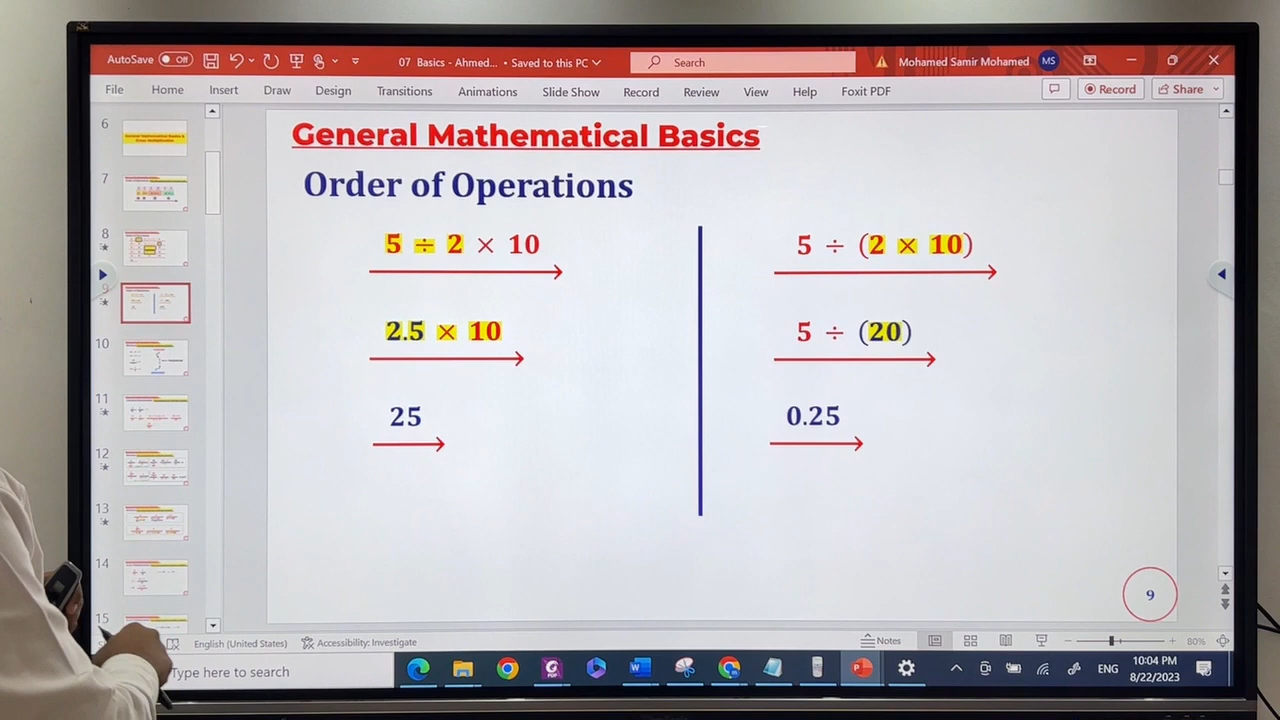 AutoSave Off 07 Basics - Ahmed... • Saved to this PC Search Mohamed Samir Mohamed MS
File Home Insert Draw Design Transitions Animations Slide Show Record Review View Help Foxit PDF Record Share
6
7
8
9
10
11
12
13
14
15
General Mathematical Basics
Order of Operations
5 ÷ 2 × 10
2.5 × 10
25
5 ÷ (2 × 10)
5 ÷ (20)
0.25
9
English (United States) Accessibility: Investigate Notes 80%
Type here to search
ENG
10:04 PM
8/22/2023